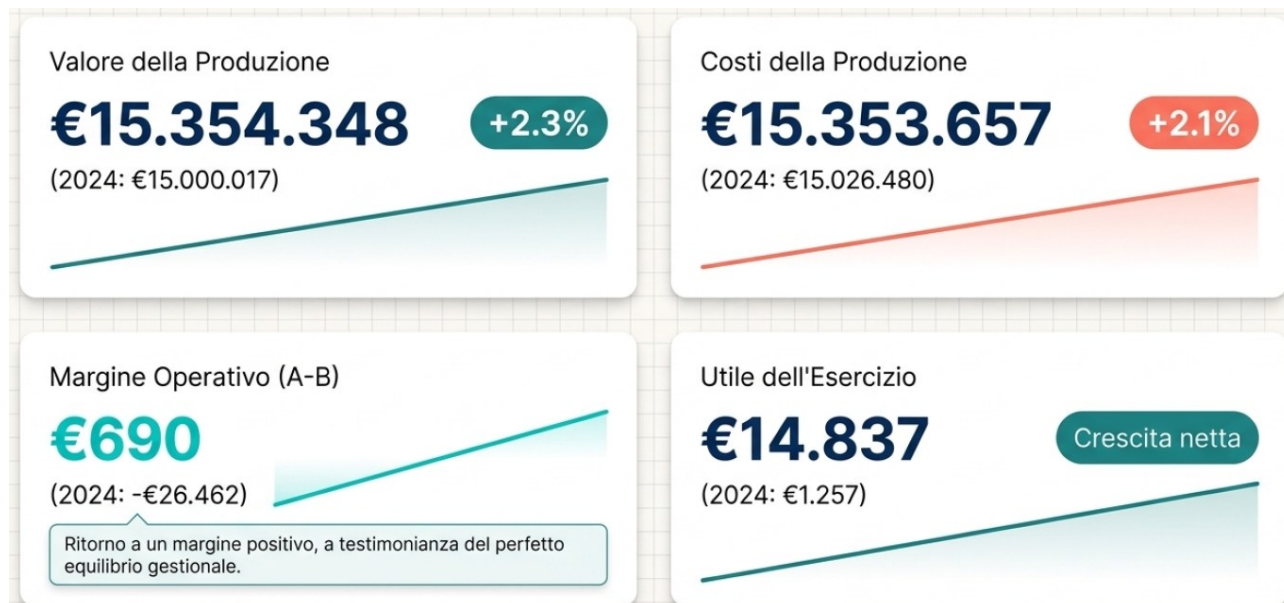 Valore della Produzione
€15.354.348
+2.3%
(2024: €15.000.017)
Costi della Produzione
€15.353.657
+2.1%
(2024: €15.026.480)
Margine Operativo (A-B)
€690
(2024: -€26.462)
Ritorno a un margine positivo, a testimonianza del perfetto
equilibrio gestionale.
Utile dell'Esercizio
€14.837
Crescita netta
(2024: €1.257)